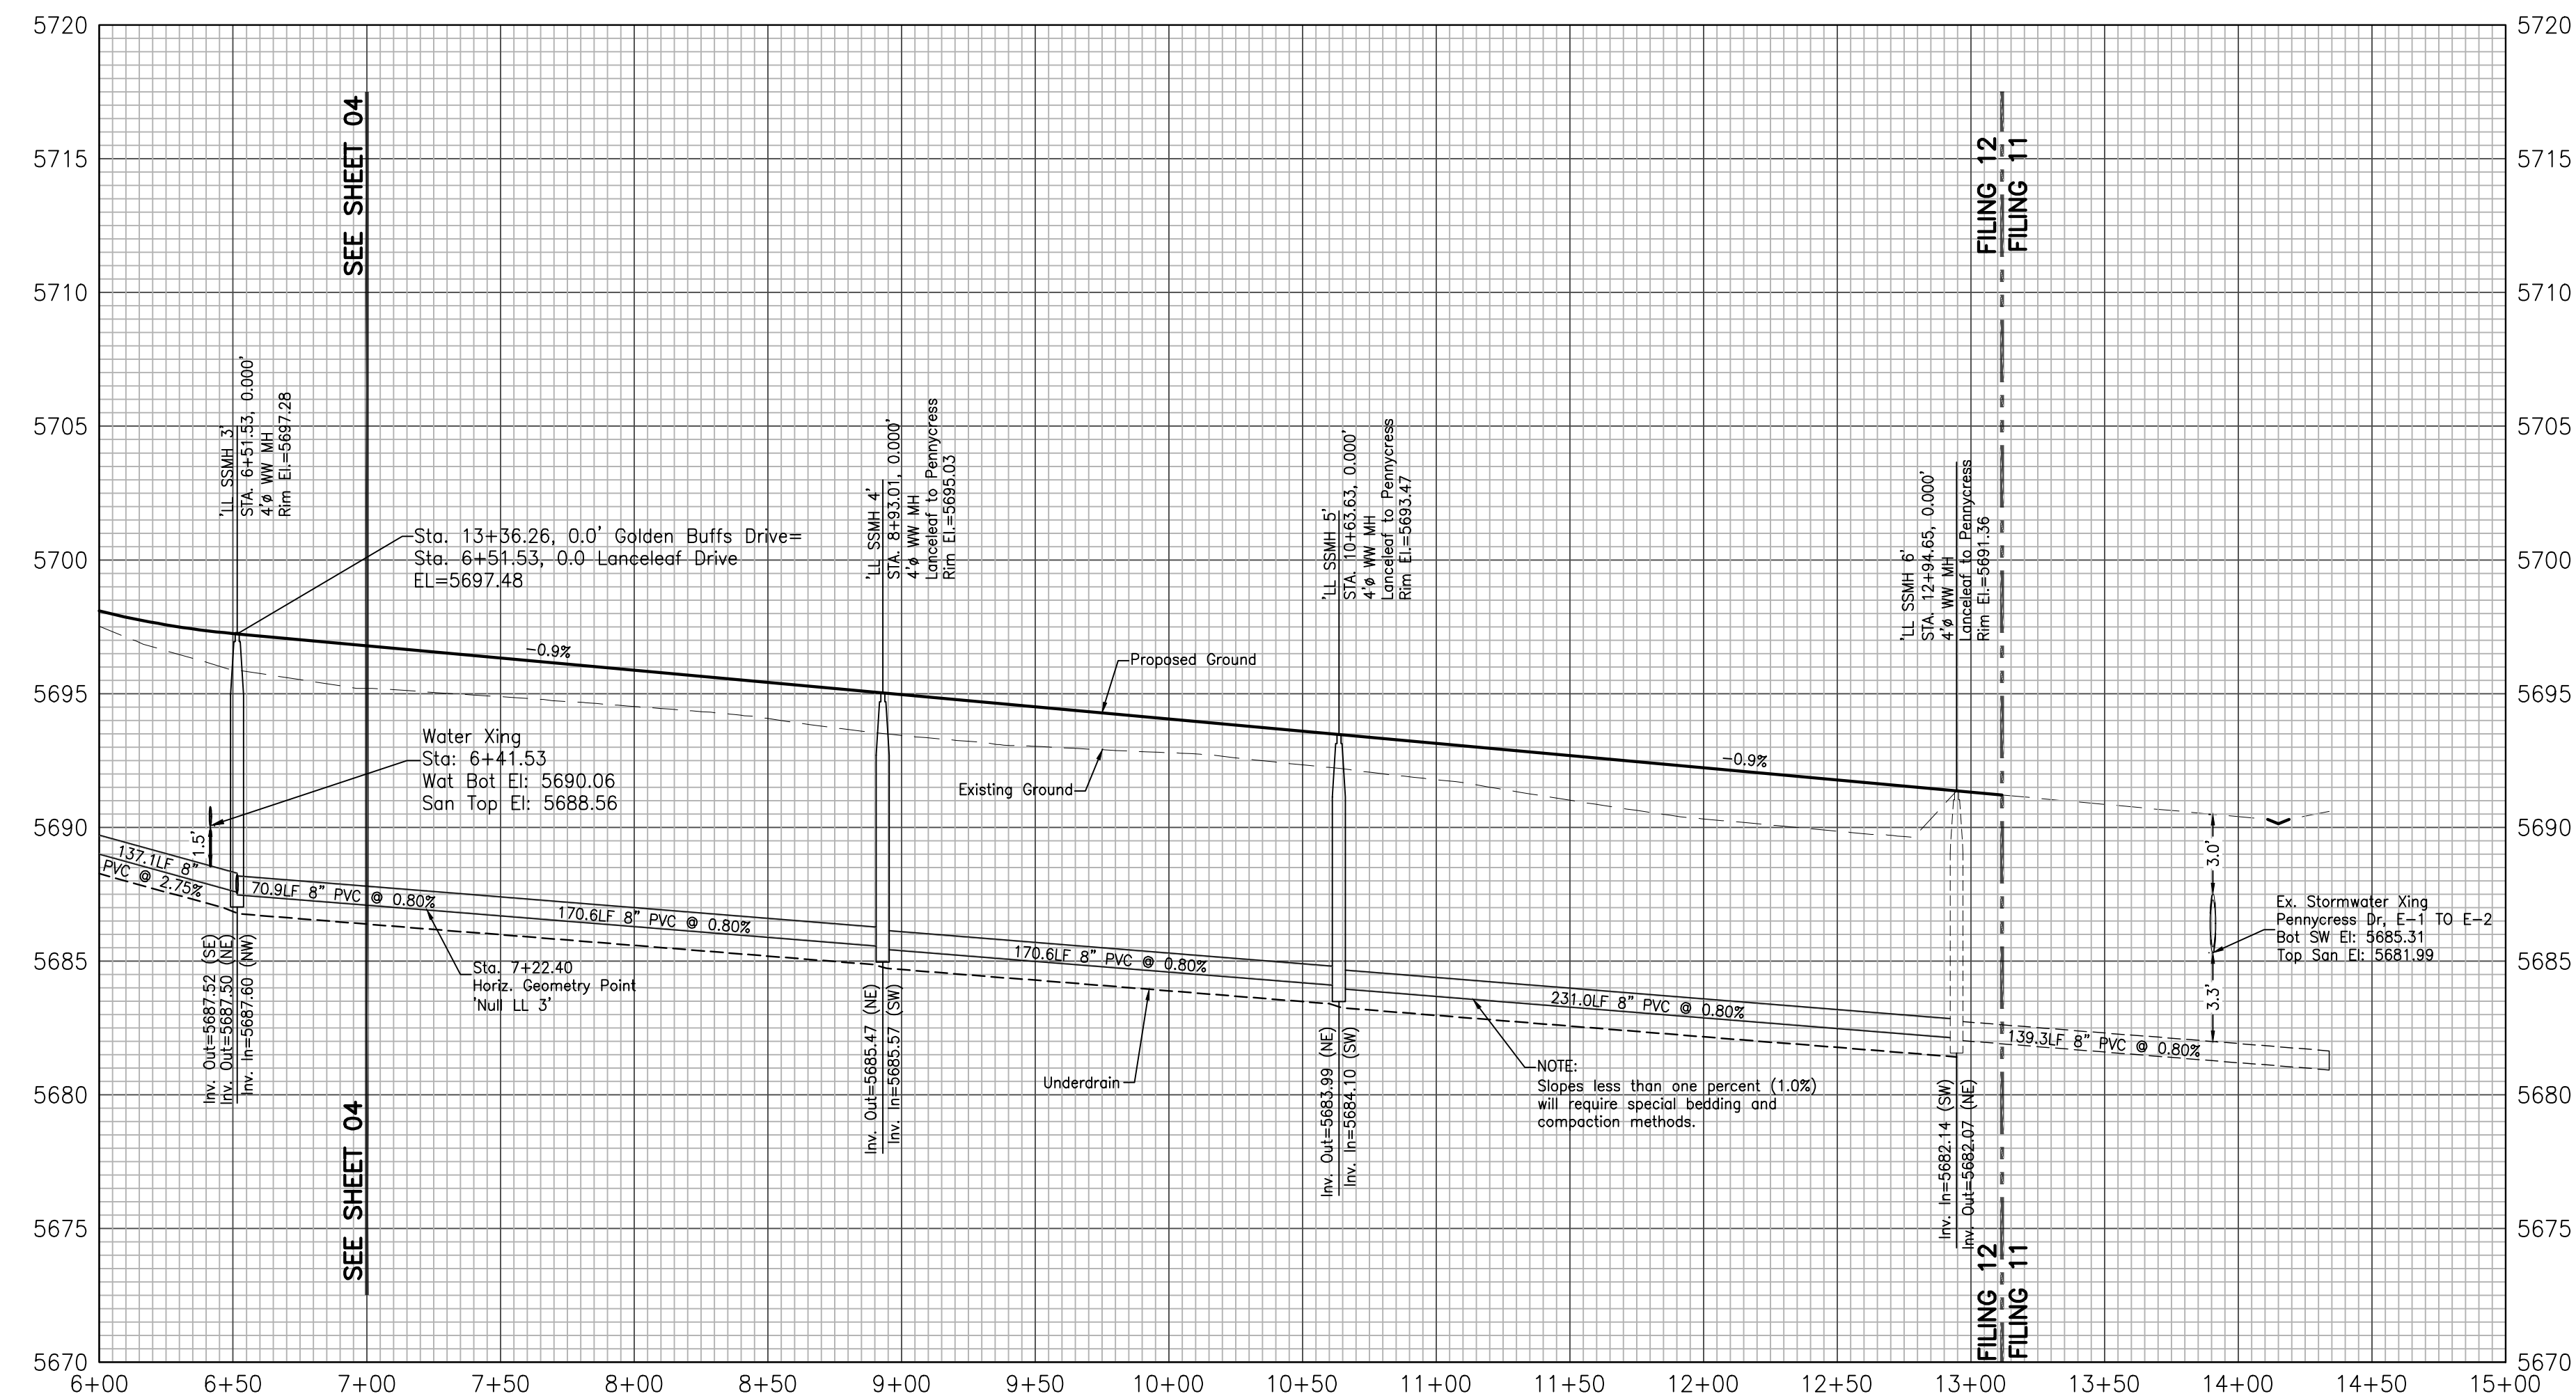 5720
5715
5710
5705
5700
5695
5690
5685
5680
5675
5670
5720
5715
5710
5705
5700
5695
5690
5685
5680
5675
5670
SEE SHEET 04
FILING 12
FILING 11
'LL SSMH 3'
STA. 6+51.53, 0.000'
4'ø WW MH
Rim El.=5697.28
Sta. 13+36.26, 0.0' Golden Buffs Drive=
Sta. 6+51.53, 0.0 Lanceleaf Drive
EL=5697.48
'LL SSMH 4'
STA. 8+93.01, 0.000'
4'ø WW MH
Lanceleaf to Pennycress
Rim El.=5695.03
'LL SSMH 5'
STA. 10+63.63, 0.000'
4'ø WW MH
Lanceleaf to Pennycress
Rim El.=5693.47
'LL SSMH 6'
STA. 12+94.65, 0.000'
4'ø WW MH
Lanceleaf to Pennycress
Rim El.=5691.36
-0.9%
Proposed Ground
Existing Ground
-0.9%
Water Xing
Sta: 6+41.53
Wat Bot El: 5690.06
San Top El: 5688.56
1.5'
137.1LF 8"
PVC @ 2.75%
70.9LF 8" PVC @ 0.80%
170.6LF 8" PVC @ 0.80%
170.6LF 8" PVC @ 0.80%
231.0LF 8" PVC @ 0.80%
139.3LF 8" PVC @ 0.80%
3.0'
3.3'
Ex. Stormwater Xing
Pennycress Dr, E-1 TO E-2
Bot SW El: 5685.31
Top San El: 5681.99
Sta. 7+22.40
Horiz. Geometry Point
'Null LL 3'
Underdrain
NOTE:
Slopes less than one percent (1.0%)
will require special bedding and
compaction methods.
Inv. Out=5687.52 (SE)
Inv. Out=5687.50 (NE)
Inv. In=5687.60 (NW)
Inv. Out=5685.47 (NE)
Inv. In=5685.57 (SW)
Inv. Out=5683.99 (NE)
Inv. In=5684.10 (SW)
Inv. In=5682.14 (SW)
Inv. Out=5682.07 (NE)
SEE SHEET 04
FILING 12
FILING 11
6+00
6+50
7+00
7+50
8+00
8+50
9+00
9+50
10+00
10+50
11+00
11+50
12+00
12+50
13+00
13+50
14+00
14+50
15+00